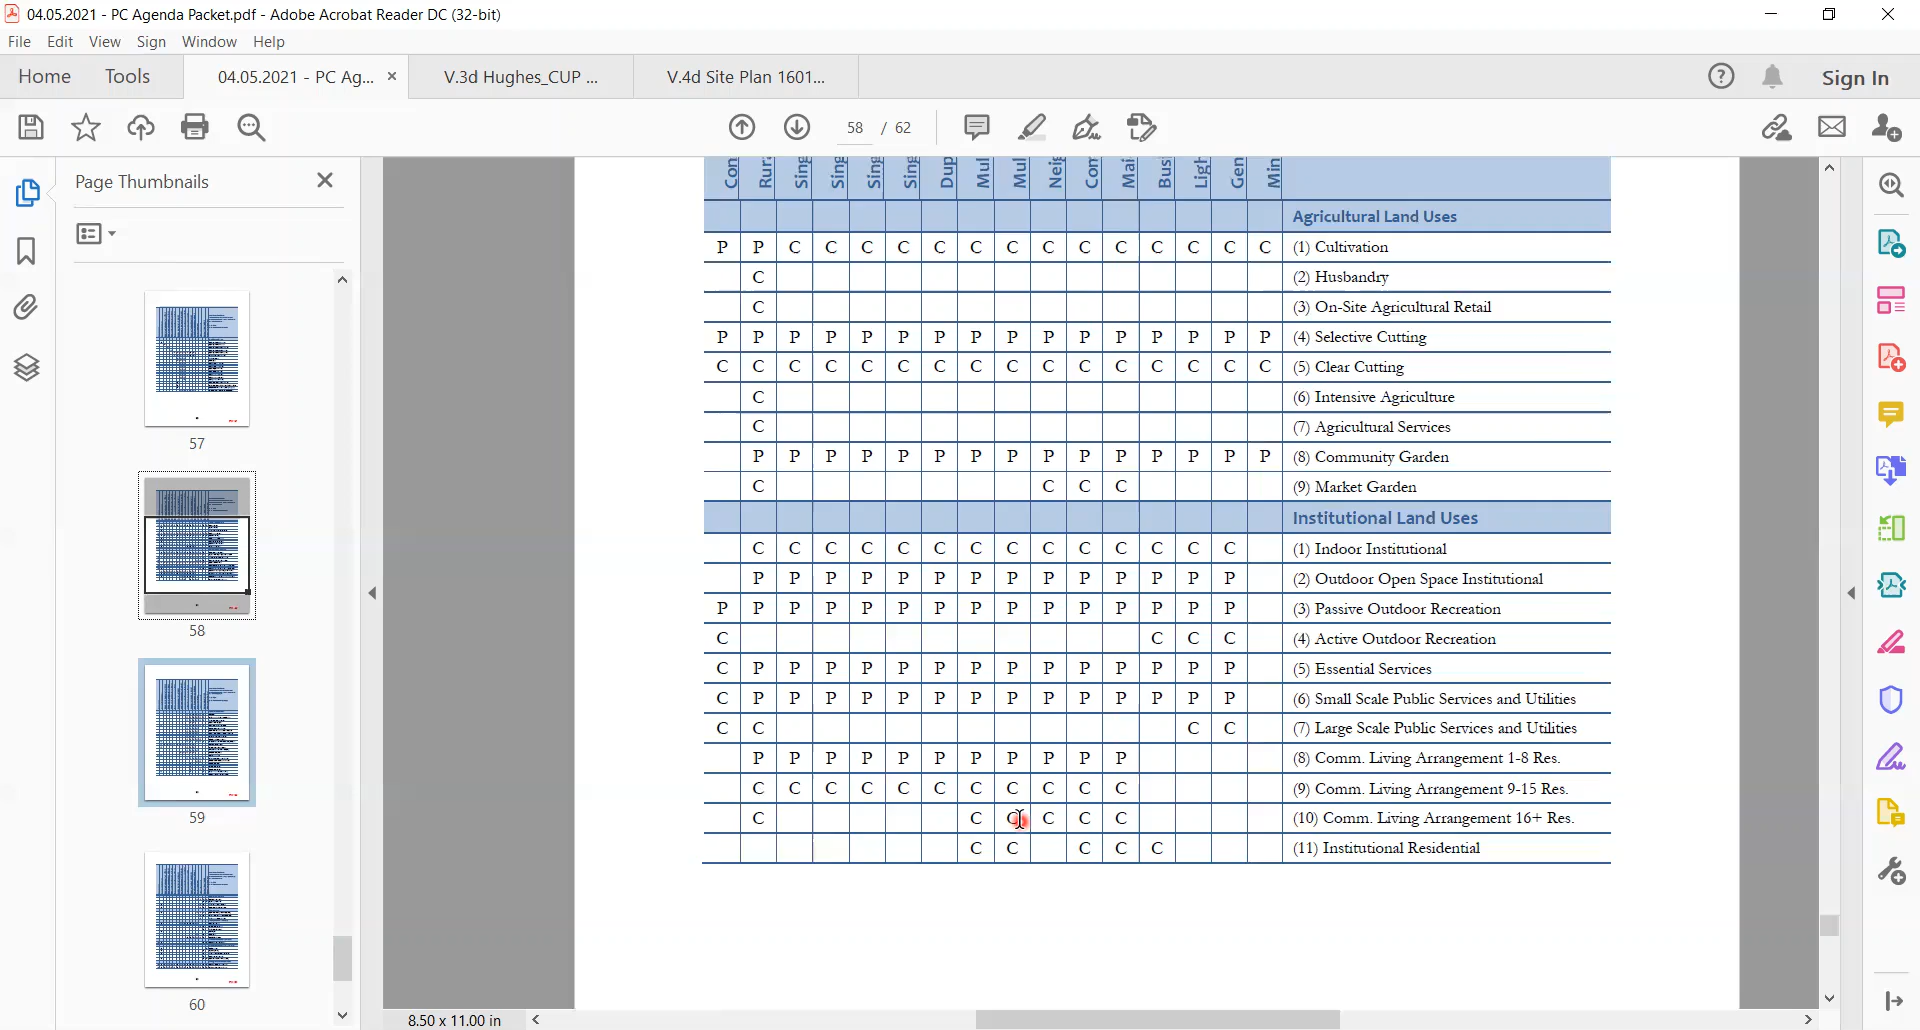 04.05.2021 - PC Agenda Packet.pdf - Adobe Acrobat Reader DC (32-bit)
File Edit View Sign Window Help
Home Tools 04.05.2021 - PC Ag... × V.3d Hughes_CUP ... V.4d Site Plan 1601... Sign In
58 / 62
Page Thumbnails
57
58
59
60
Con Rura Sing Sing Sing Sing Dup Mul Mul Neig Con Mai Bus Ligh Gen Min
Agricultural Land Uses
P P C C C C C C C C C C C C C C (1) Cultivation
C (2) Husbandry
C (3) On-Site Agricultural Retail
P P P P P P P P P P P P P P P P (4) Selective Cutting
C C C C C C C C C C C C C C C C (5) Clear Cutting
C (6) Intensive Agriculture
C (7) Agricultural Services
P P P P P P P P P P P P P P P (8) Community Garden
C C C C (9) Market Garden
Institutional Land Uses
C C C C C C C C C C C C C C (1) Indoor Institutional
P P P P P P P P P P P P P P (2) Outdoor Open Space Institutional
P P P P P P P P P P P P P P P (3) Passive Outdoor Recreation
C C C C (4) Active Outdoor Recreation
C P P P P P P P P P P P P P P (5) Essential Services
C P P P P P P P P P P P P P P (6) Small Scale Public Services and Utilities
C C C C (7) Large Scale Public Services and Utilities
P P P P P P P P P P P (8) Comm. Living Arrangement 1-8 Res.
C C C C C C C C C C C (9) Comm. Living Arrangement 9-15 Res.
C C C C C C (10) Comm. Living Arrangement 16+ Res.
C C C C C (11) Institutional Residential
8.50 x 11.00 in